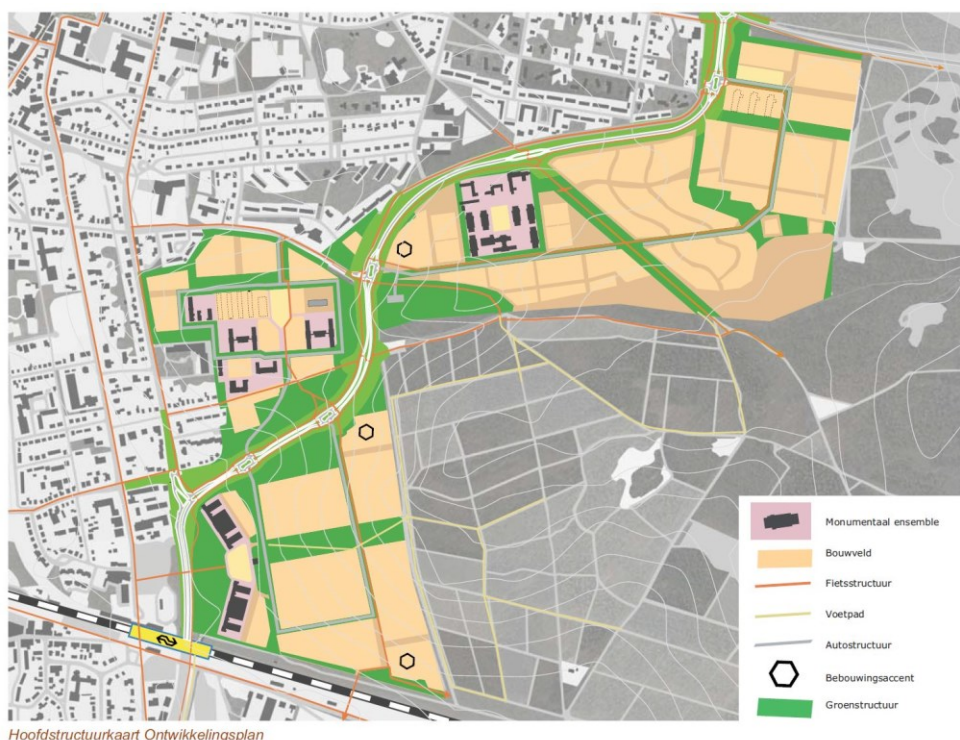 Monumentaal ensemble
Bouwveld
Fietsstructuur
Voetpad
Autostructuur
Bebouwingsaccent
Groenstructuur
Hoofdstructuurkaart Ontwikkelingsplan